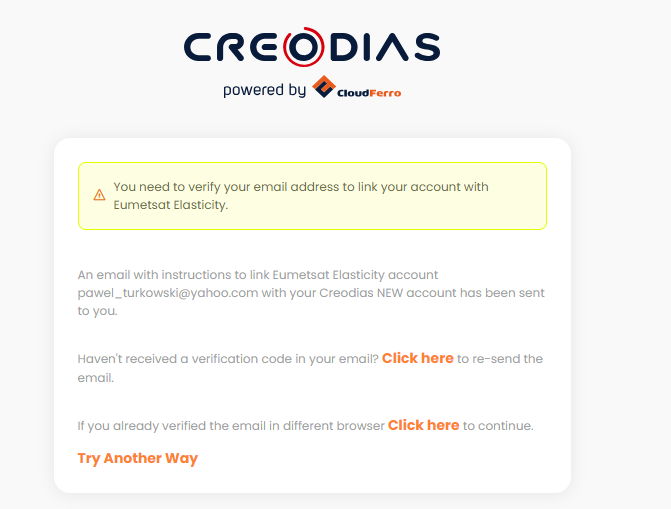 CREODIAS
powered by CloudFerro
You need to verify your email address to link your account with
Eumetsat Elasticity.
An email with instructions to link Eumetsat Elasticity account
pawel_turkowski@yahoo.com with your Creodias NEW account has been sent
to you.
Haven't received a verification code in your email? Click here to re-send the
email.
If you already verified the email in different browser Click here to continue.
Try Another Way